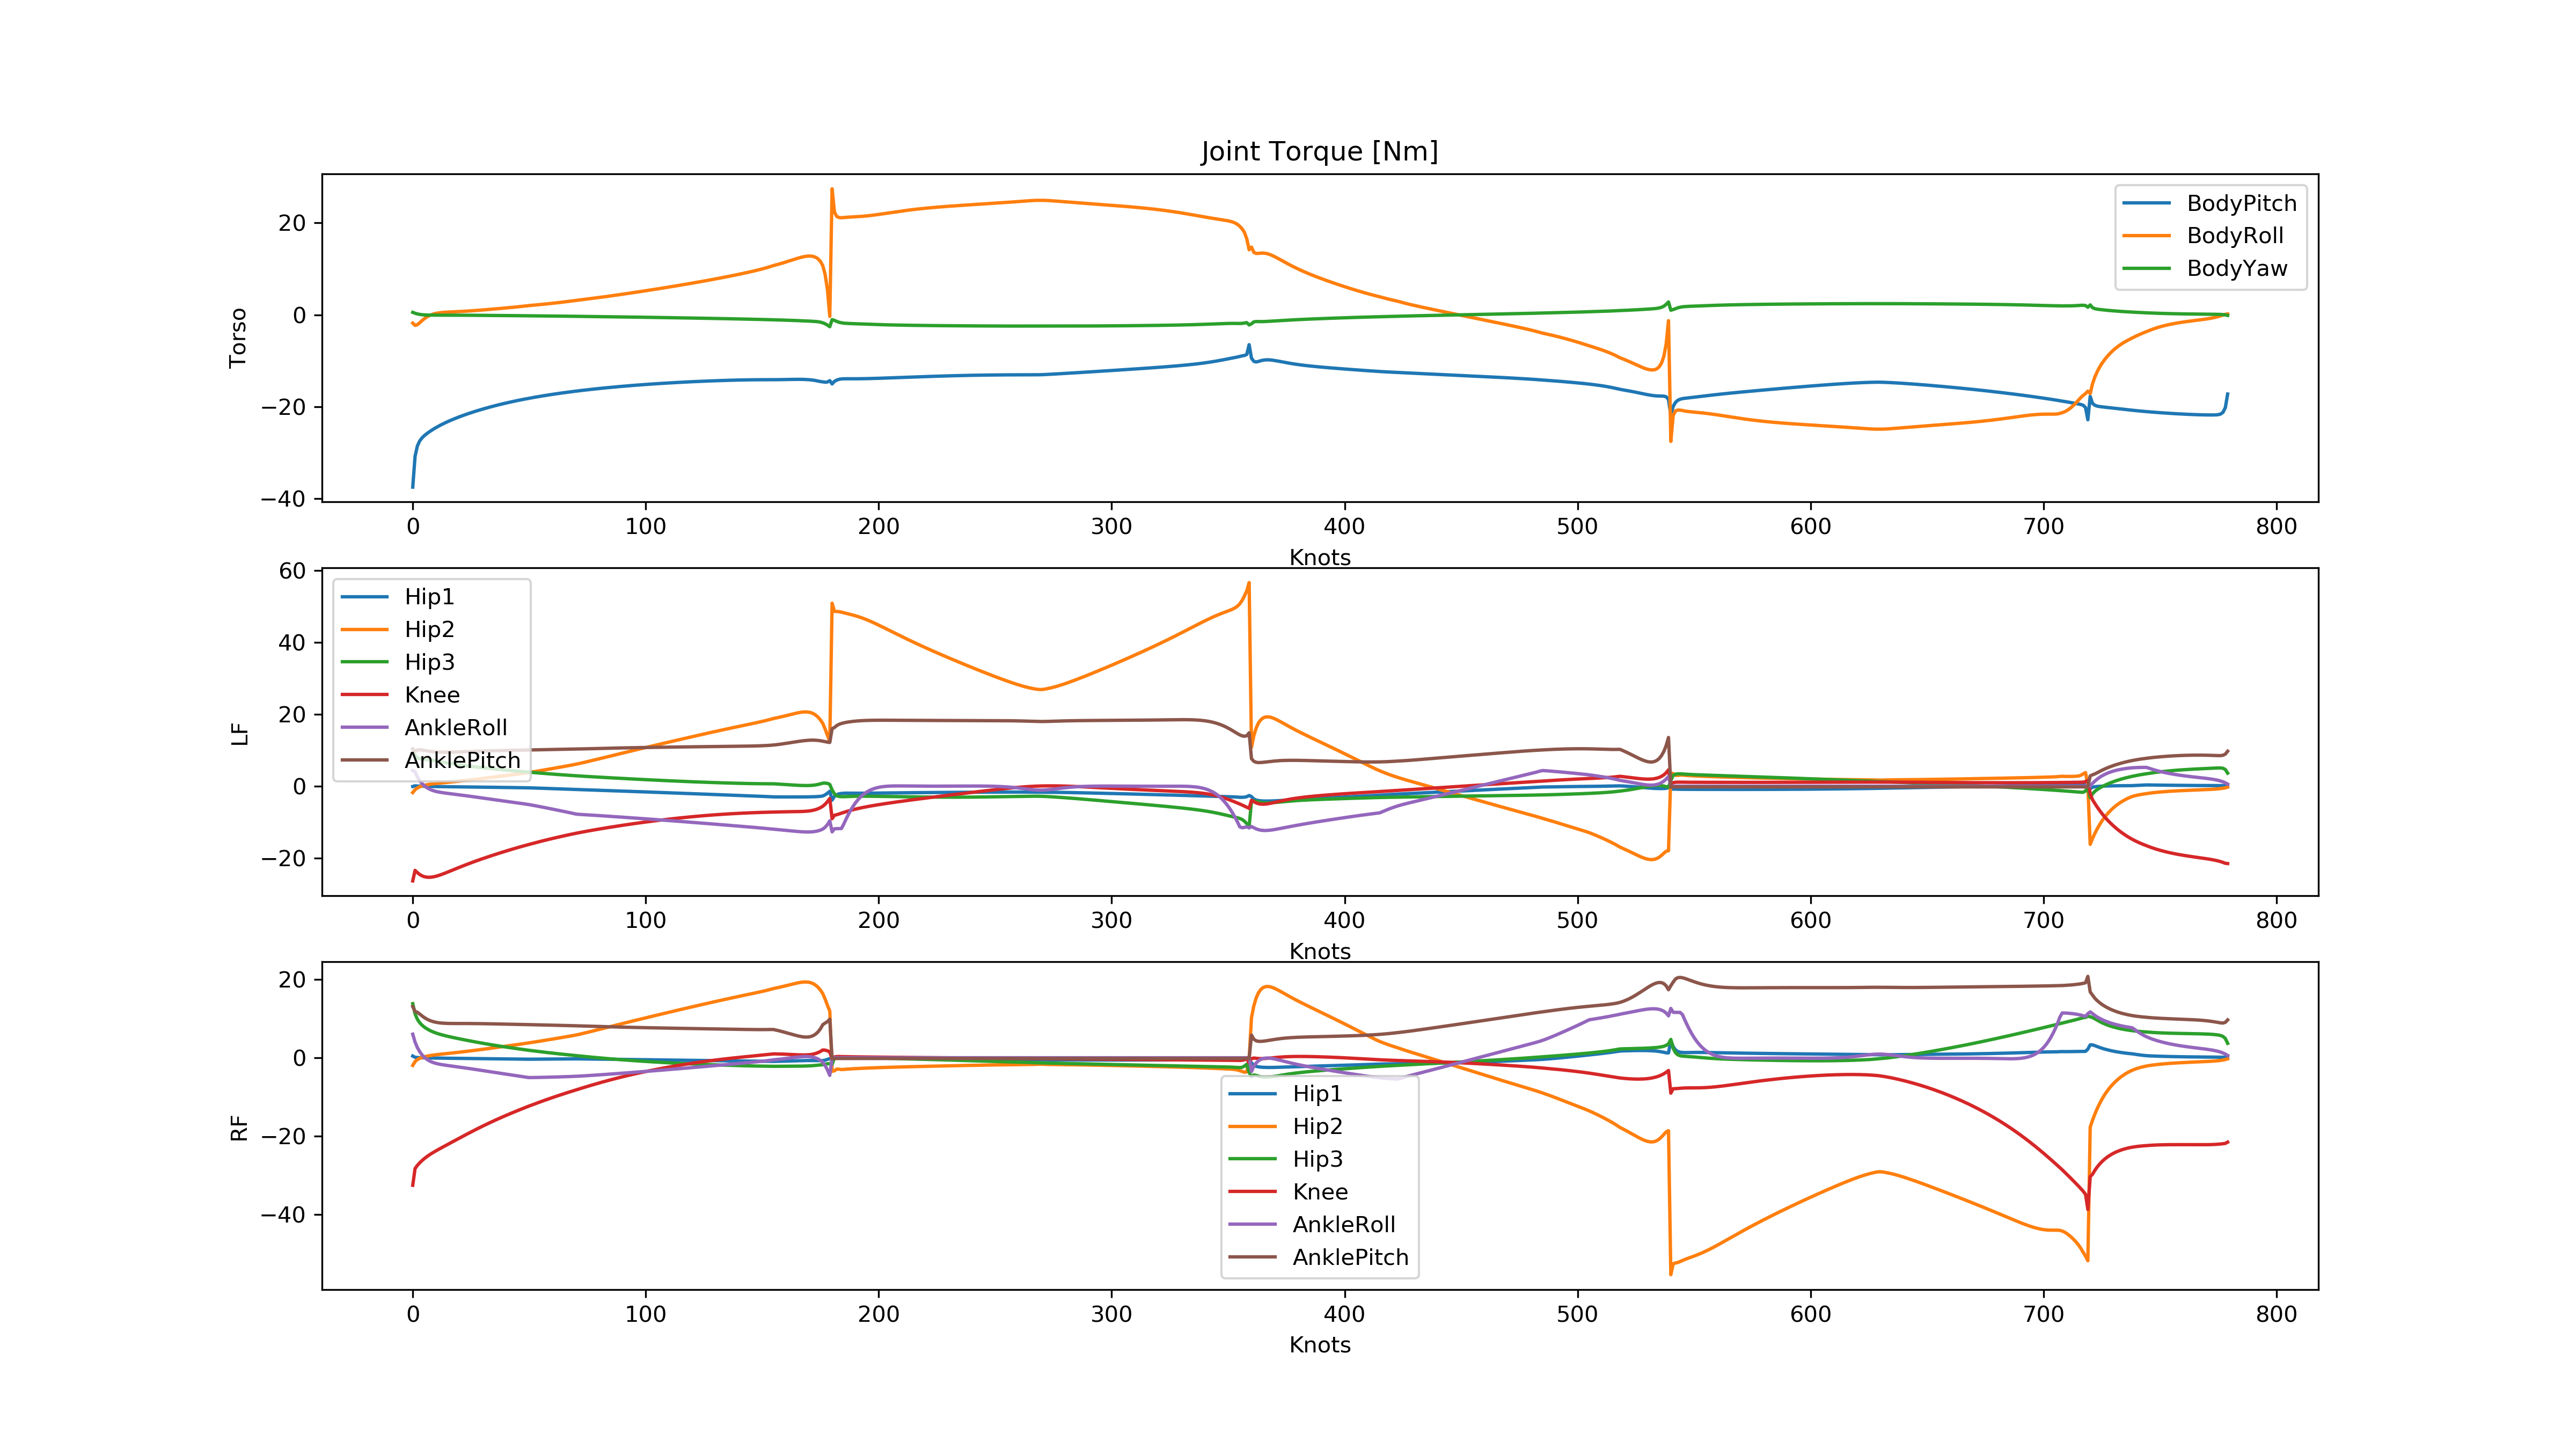 Joint Torque [Nm]
Torso
20
0
−20
−40
BodyPitch
BodyRoll
BodyYaw
0 100 200 300 400 500 600 700 800
Knots
LF
60
40
20
0
−20
Hip1
Hip2
Hip3
Knee
AnkleRoll
AnklePitch
0 100 200 300 400 500 600 700 800
Knots
RF
20
0
−20
−40
Hip1
Hip2
Hip3
Knee
AnkleRoll
AnklePitch
0 100 200 300 400 500 600 700 800
Knots